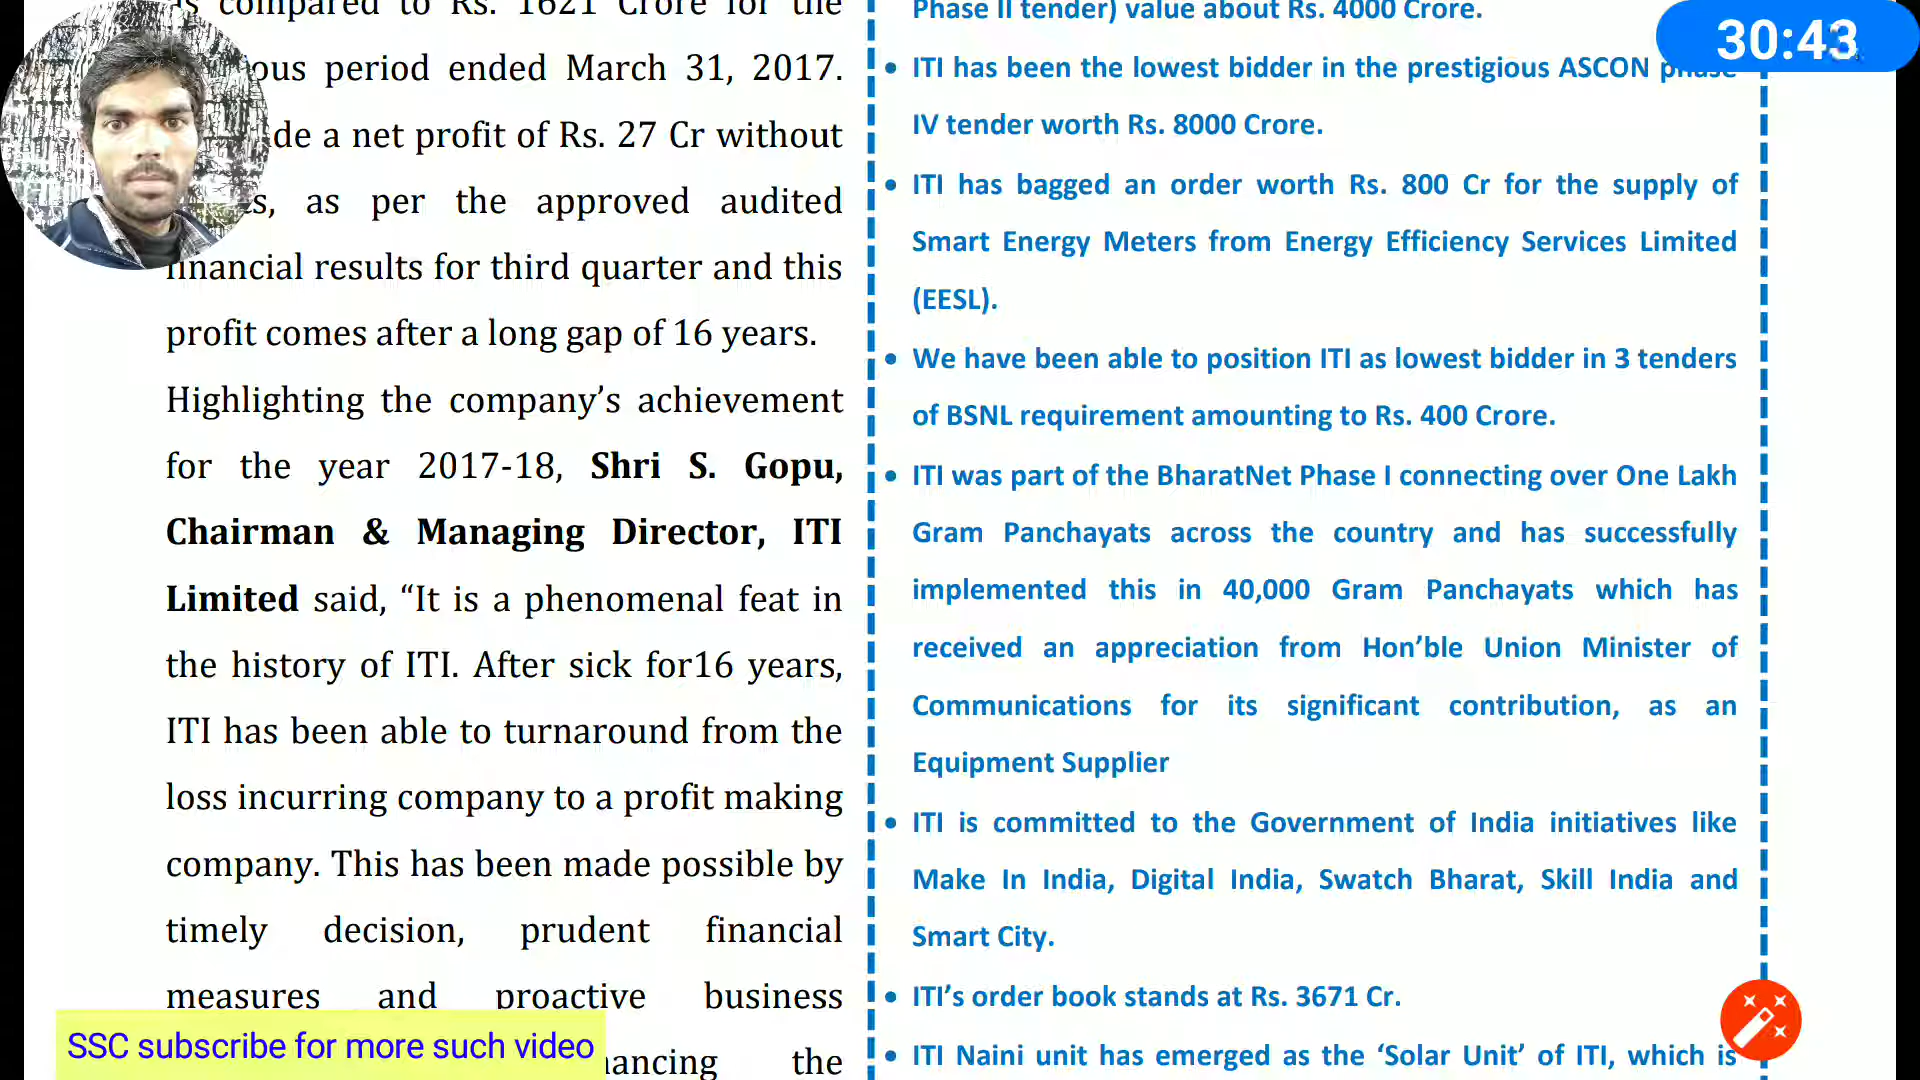 as compared to Rs. 1621 Crore for the
ous period ended March 31, 2017.
de a net profit of Rs. 27 Cr without
s, as per the approved audited
financial results for third quarter and this
profit comes after a long gap of 16 years.
Highlighting the company’s achievement
for the year 2017-18, Shri S. Gopu,
Chairman & Managing Director, ITI
Limited said, “It is a phenomenal feat in
the history of ITI. After sick for16 years,
ITI has been able to turnaround from the
loss incurring company to a profit making
company. This has been made possible by
timely decision, prudent financial
measures and proactive business
ancing the
Phase II tender) value about Rs. 4000 Crore.
• ITI has been the lowest bidder in the prestigious ASCON phase
IV tender worth Rs. 8000 Crore.
• ITI has bagged an order worth Rs. 800 Cr for the supply of
Smart Energy Meters from Energy Efficiency Services Limited
(EESL).
• We have been able to position ITI as lowest bidder in 3 tenders
of BSNL requirement amounting to Rs. 400 Crore.
• ITI was part of the BharatNet Phase I connecting over One Lakh
Gram Panchayats across the country and has successfully
implemented this in 40,000 Gram Panchayats which has
received an appreciation from Hon’ble Union Minister of
Communications for its significant contribution, as an
Equipment Supplier
• ITI is committed to the Government of India initiatives like
Make In India, Digital India, Swatch Bharat, Skill India and
Smart City.
• ITI’s order book stands at Rs. 3671 Cr.
• ITI Naini unit has emerged as the ‘Solar Unit’ of ITI, which is
30:43
SSC subscribe for more such video